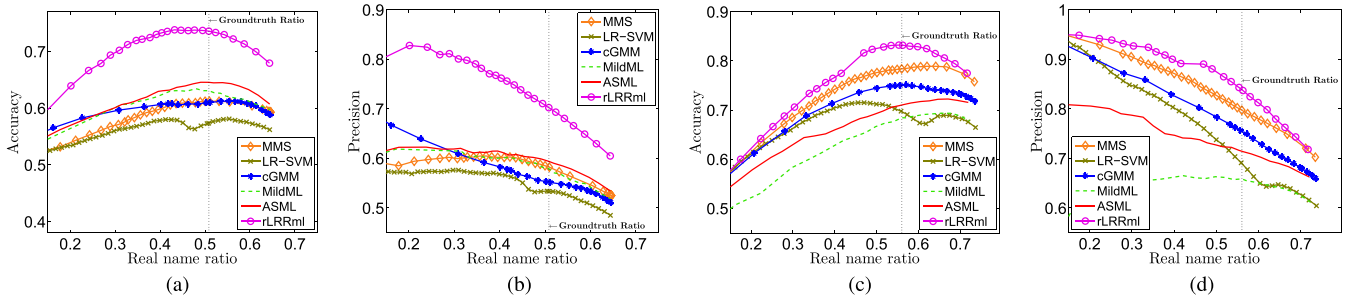 0.7
0.6
0.5
0.4
Accuracy
0.2 0.3 0.4 0.5 0.6 0.7
Real name ratio
←Groundtruth Ratio
MMS
LR-SVM
cGMM
MildML
ASML
rLRRml
(a)
0.9
0.8
0.7
0.6
0.5
Precision
0.2 0.3 0.4 0.5 0.6 0.7
Real name ratio
MMS
LR-SVM
cGMM
MildML
ASML
rLRRml
←Groundtruth Ratio
(b)
0.9
0.8
0.7
0.6
0.5
Accuracy
0.2 0.3 0.4 0.5 0.6 0.7 0.8
Real name ratio
←Groundtruth Ratio
MMS
LR-SVM
cGMM
MildML
ASML
rLRRml
(c)
1
0.9
0.8
0.7
0.6
Precision
0.2 0.3 0.4 0.5 0.6 0.7
Real name ratio
←Groundtruth Ratio
MMS
LR-SVM
cGMM
MildML
ASML
rLRRml
(d)